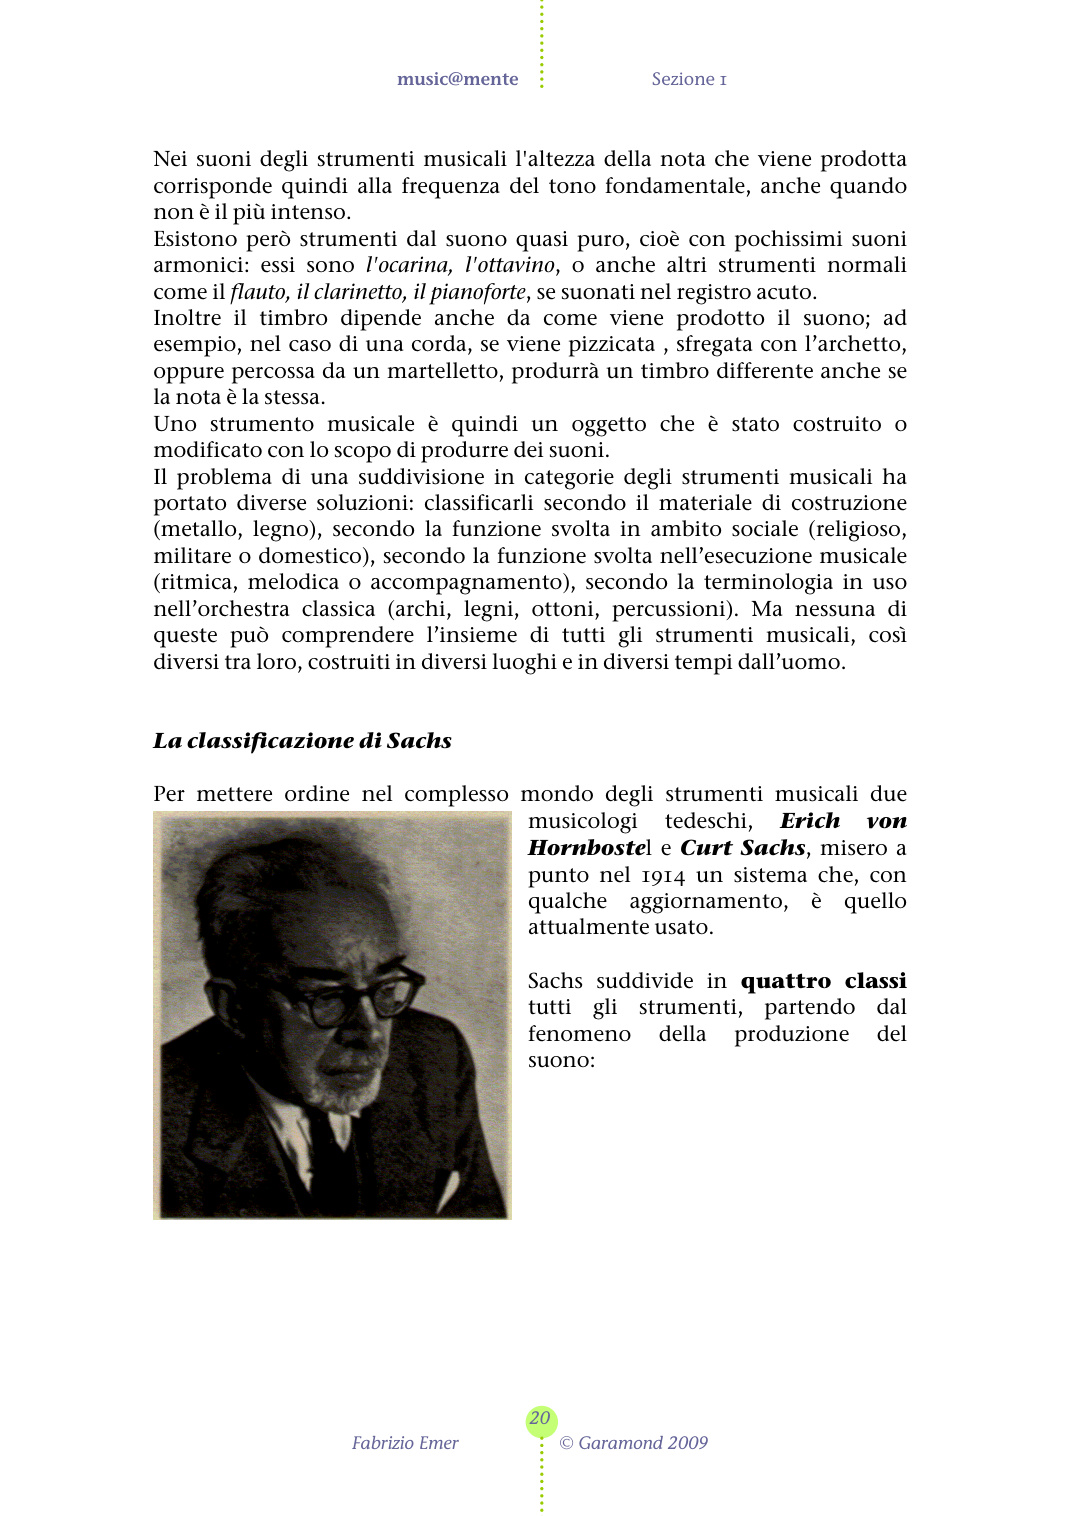 music@mente
Sezione 1
Nei suoni degli strumenti musicali l'altezza della nota che viene prodotta
corrisponde quindi alla frequenza del tono fondamentale, anche quando
non è il più intenso.
Esistono però strumenti dal suono quasi puro, cioè con pochissimi suoni
armonici: essi sono l'ocarina, l'ottavino, o anche altri strumenti normali
come il flauto, il clarinetto, il pianoforte, se suonati nel registro acuto.
Inoltre il timbro dipende anche da come viene prodotto il suono; ad
esempio, nel caso di una corda, se viene pizzicata , sfregata con l’archetto,
oppure percossa da un martelletto, produrrà un timbro differente anche se
la nota è la stessa.
Uno strumento musicale è quindi un oggetto che è stato costruito o
modificato con lo scopo di produrre dei suoni.
Il problema di una suddivisione in categorie degli strumenti musicali ha
portato diverse soluzioni: classificarli secondo il materiale di costruzione
(metallo, legno), secondo la funzione svolta in ambito sociale (religioso,
militare o domestico), secondo la funzione svolta nell’esecuzione musicale
(ritmica, melodica o accompagnamento), secondo la terminologia in uso
nell’orchestra classica (archi, legni, ottoni, percussioni). Ma nessuna di
queste può comprendere l’insieme di tutti gli strumenti musicali, così
diversi tra loro, costruiti in diversi luoghi e in diversi tempi dall’uomo.
La classificazione di Sachs
Per mettere ordine nel complesso mondo degli strumenti musicali due
musicologi tedeschi, Erich von
Hornbostel e Curt Sachs, misero a
punto nel 1914 un sistema che, con
qualche aggiornamento, è quello
attualmente usato.
Sachs suddivide in quattro classi
tutti gli strumenti, partendo dal
fenomeno della produzione del
suono:
20
Fabrizio Emer
© Garamond 2009